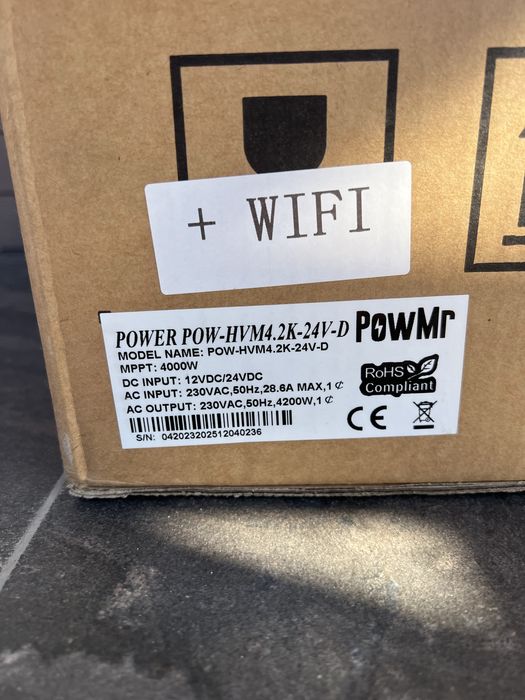 + WIFI
POWER POW-HVM4.2K-24V-D PowMr
MODEL NAME: POW-HVM4.2K-24V-D
MPPT: 4000W
DC INPUT: 12VDC/24VDC
AC INPUT: 230VAC,50Hz,28.6A MAX,1¢
AC OUTPUT: 230VAC,50Hz,4200W,1¢
RoHS
Compliant
CE
S/N: 042023202512040236